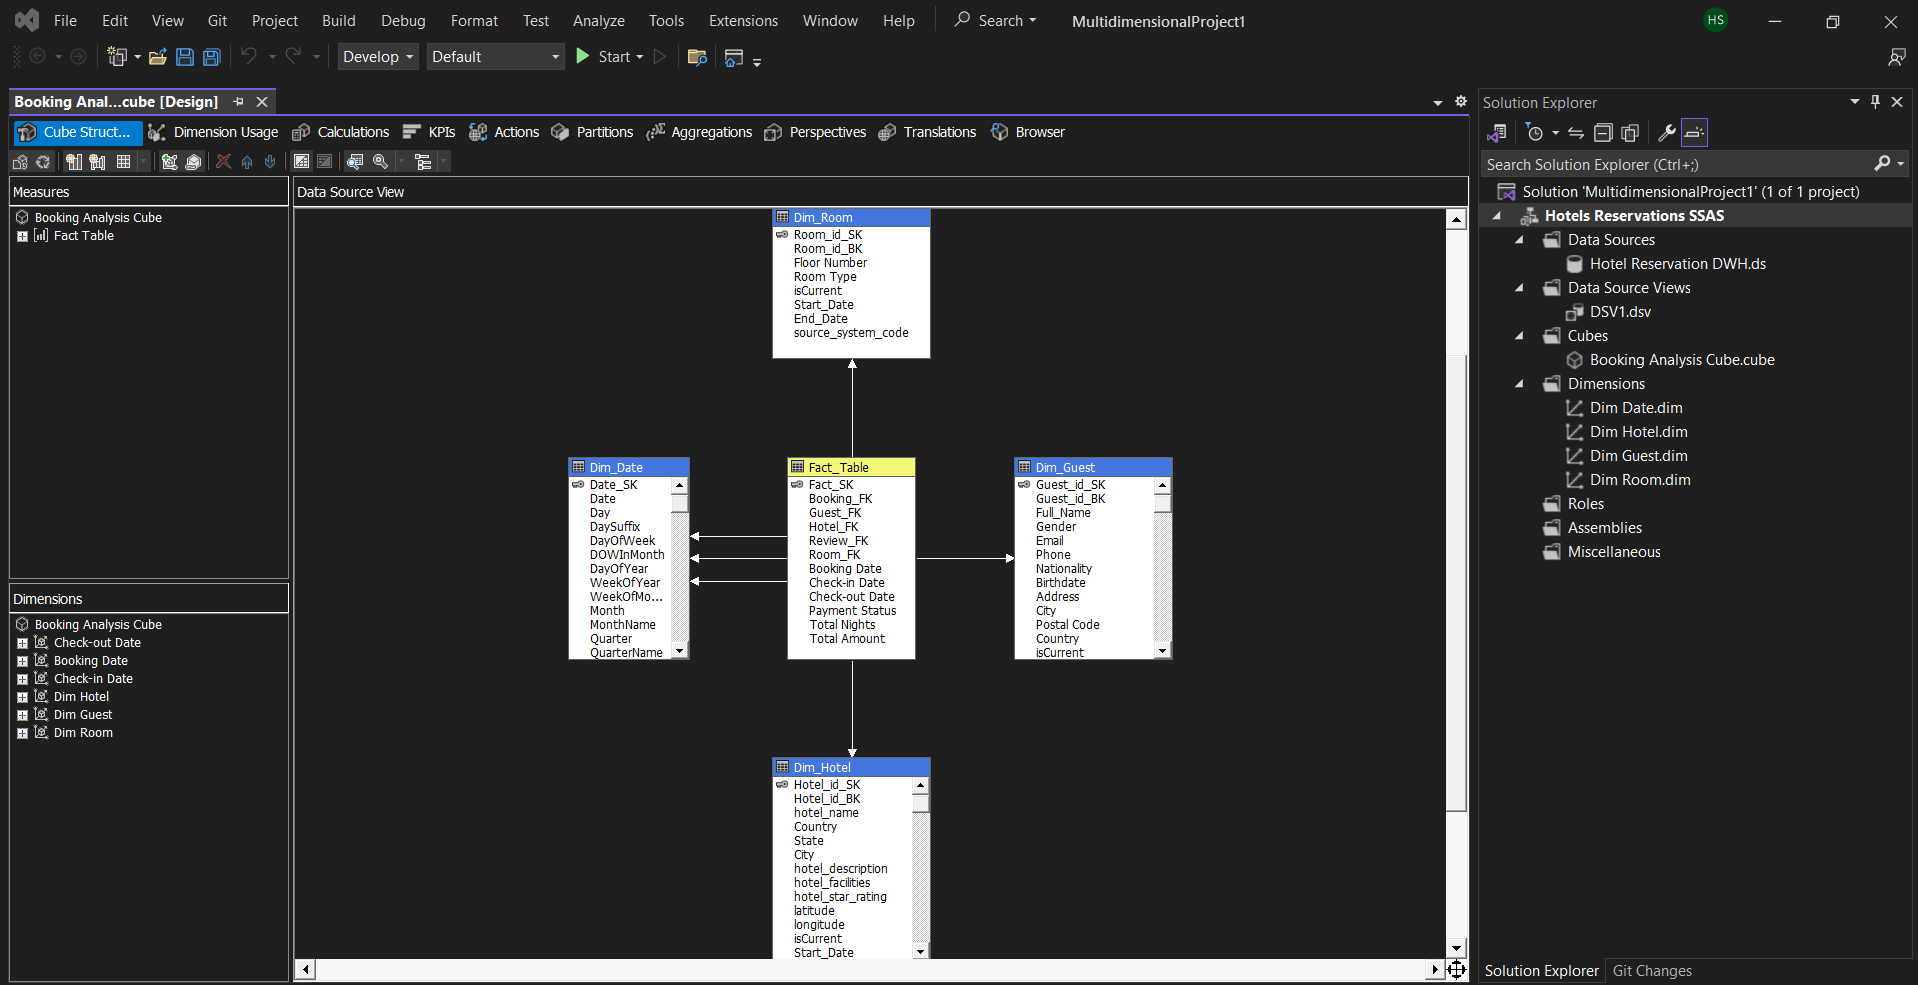 File Edit View Git Project Build Debug Format Test Analyze Tools Extensions Window Help Search MultidimensionalProject1 HS
Develop Default Start
Booking Anal...cube [Design]
Cube Struct... Dimension Usage Calculations KPIs Actions Partitions Aggregations Perspectives Translations Browser
Measures
Booking Analysis Cube
Fact Table
Dimensions
Booking Analysis Cube
Check-out Date
Booking Date
Check-in Date
Dim Hotel
Dim Guest
Dim Room
Data Source View
Dim_Room
Room_id_SK
Room_id_BK
Floor Number
Room Type
isCurrent
Start_Date
End_Date
source_system_code
Dim_Date
Date_SK
Date
Day
DaySuffix
DayOfWeek
DOWInMonth
DayOfYear
WeekOfYear
WeekOfMo...
Month
MonthName
Quarter
QuarterName
Fact_Table
Fact_SK
Booking_FK
Guest_FK
Hotel_FK
Review_FK
Room_FK
Booking Date
Check-in Date
Check-out Date
Payment Status
Total Nights
Total Amount
Dim_Guest
Guest_id_SK
Guest_id_BK
Full_Name
Gender
Email
Phone
Nationality
Birthdate
Address
City
Postal Code
Country
isCurrent
Dim_Hotel
Hotel_id_SK
Hotel_id_BK
hotel_name
Country
State
City
hotel_description
hotel_facilities
hotel_star_rating
latitude
longitude
isCurrent
Start_Date
Solution Explorer
Search Solution Explorer (Ctrl+;)
Solution 'MultidimensionalProject1' (1 of 1 project)
Hotels Reservations SSAS
Data Sources
Hotel Reservation DWH.ds
Data Source Views
DSV1.dsv
Cubes
Booking Analysis Cube.cube
Dimensions
Dim Date.dim
Dim Hotel.dim
Dim Guest.dim
Dim Room.dim
Roles
Assemblies
Miscellaneous
Solution Explorer Git Changes